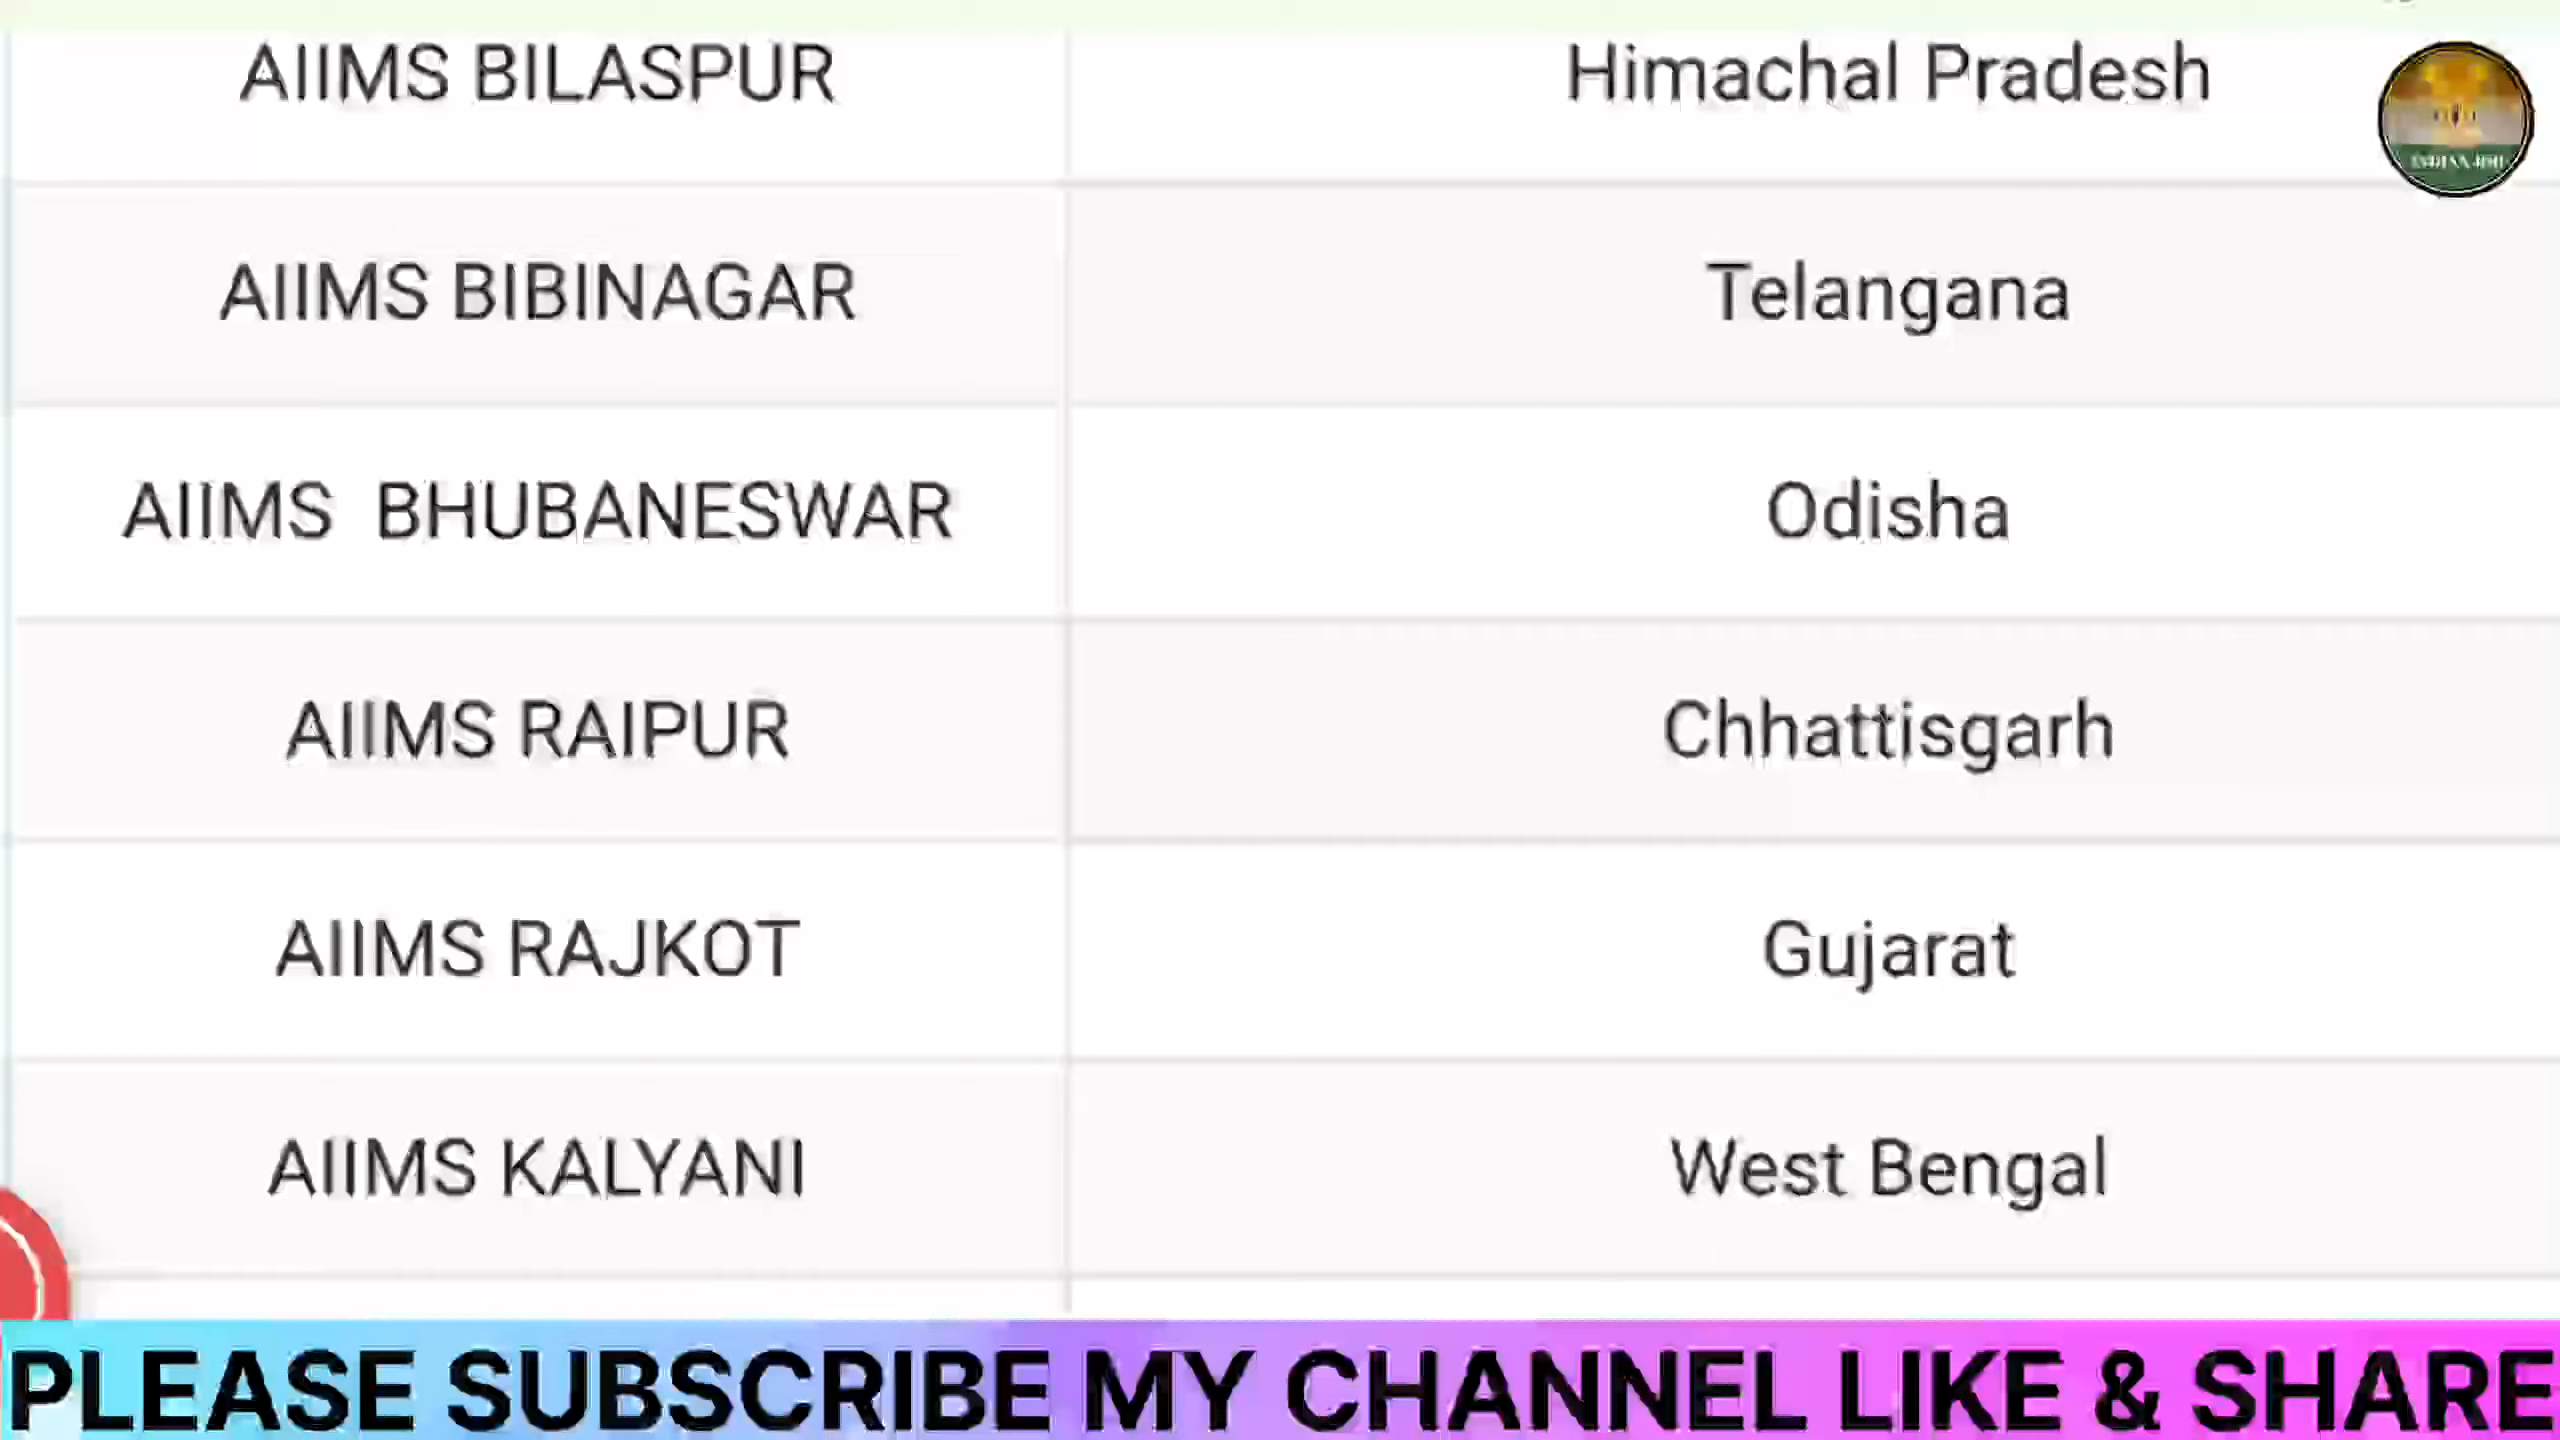 AIIMS BILASPUR Himachal Pradesh
AIIMS BIBINAGAR Telangana
AIIMS BHUBANESWAR Odisha
AIIMS RAIPUR Chhattisgarh
AIIMS RAJKOT Gujarat
AIIMS KALYANI West Bengal
PLEASE SUBSCRIBE MY CHANNEL LIKE & SHARE